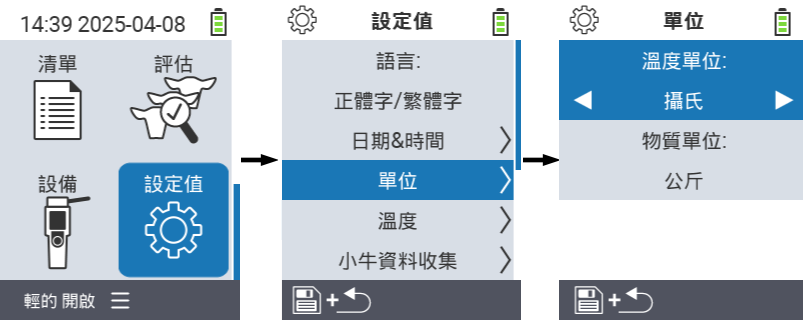 14:39 2025-04-08
清單
評估
設備
設定值
輕的 開啟
設定值
語言:
正體字/繁體字
日期&時間
單位
溫度
小牛資料收集
+
單位
溫度單位:
攝氏
物質單位:
公斤
+